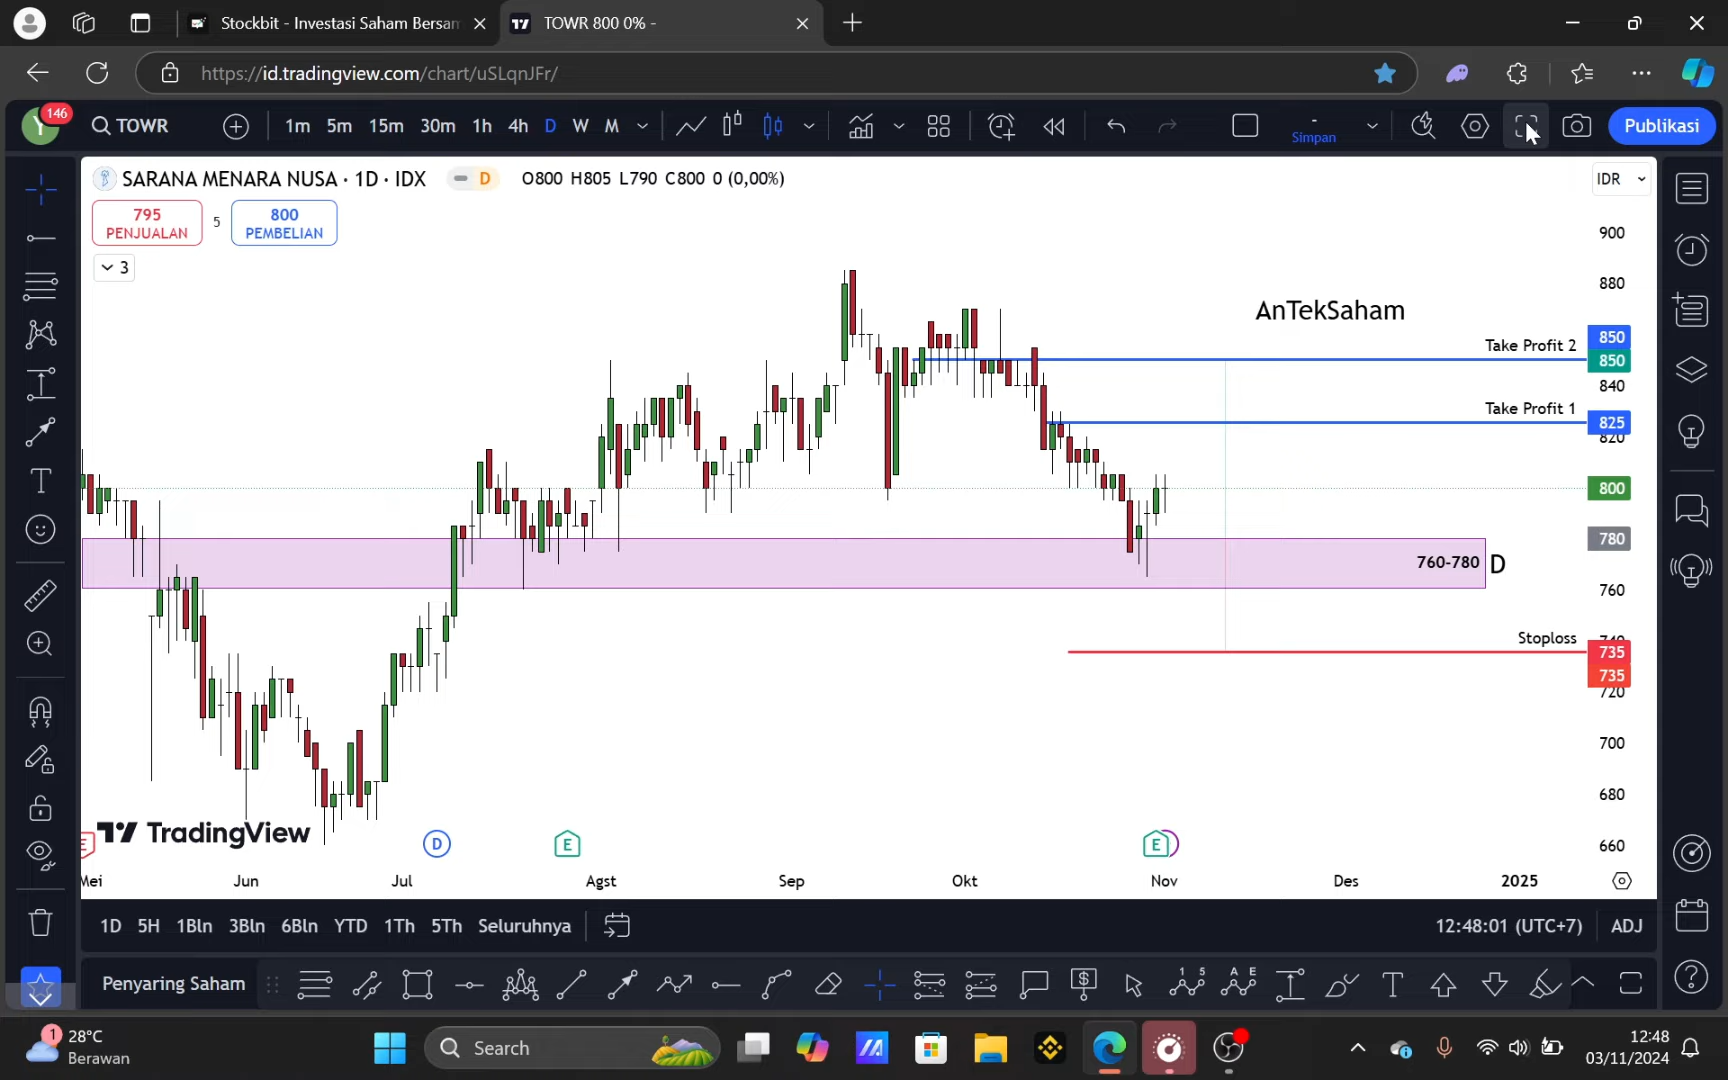 Stockbit - Investasi Saham Bersam
TOWR 800 0% -
https://id.tradingview.com/chart/uSLqnJFr/
Y
146
TOWR
1m 5m 15m 30m 1h 4h D W M
-
Simpan
Publikasi
SARANA MENARA NUSA · 1D · IDX
D
O800 H805 L790 C800 0 (0,00%)
IDR
795
PENJUALAN
5
800
PEMBELIAN
3
900
880
AnTekSaham
Take Profit 2
850
850
840
Take Profit 1
825
820
800
780
760-780
D
760
Stoploss
740
735
735
720
700
680
660
TradingView
E
D
E
E
Mei
Jun
Jul
Agst
Sep
Okt
Nov
Des
2025
1D 5H 1Bln 3Bln 6Bln YTD 1Th 5Th Seluruhnya
12:48:01 (UTC+7)
ADJ
Penyaring Saham
1
28°C
Berawan
Search
12:48
03/11/2024